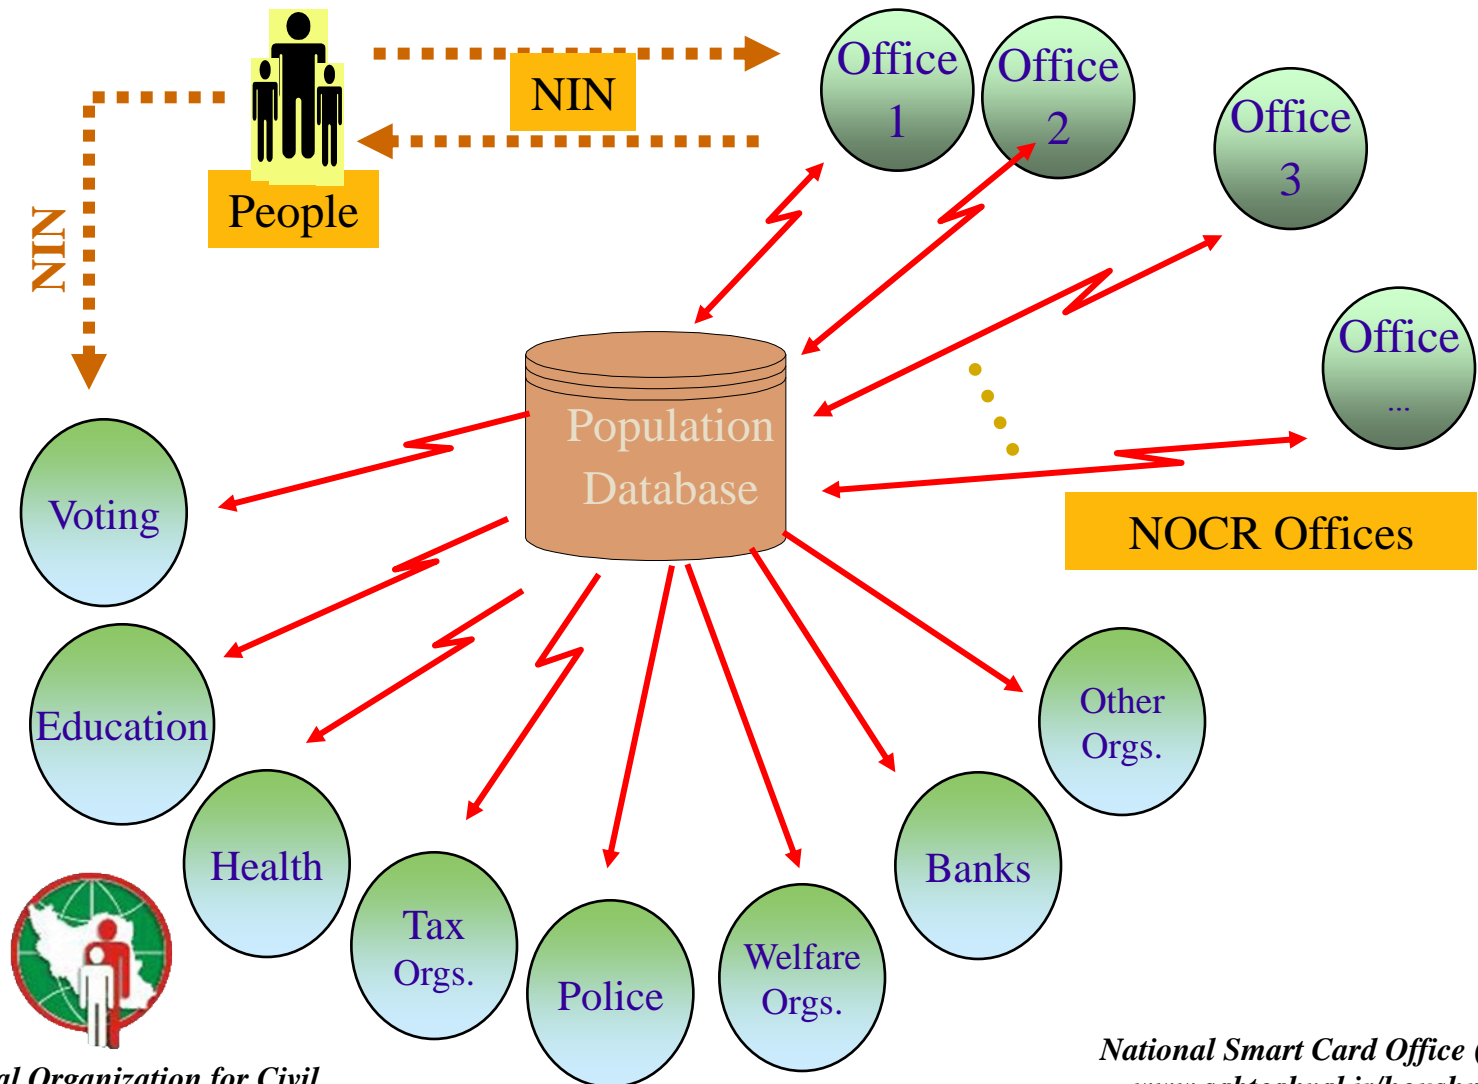 Office
1
Office
2
Office
3
Office
...
NIN
People
NIN
Population
Database
NOCR Offices
Voting
Education
Health
Tax
Orgs.
Police
Welfare
Orgs.
Banks
Other
Orgs.
National Smart Card Office (
al Organization for Civil